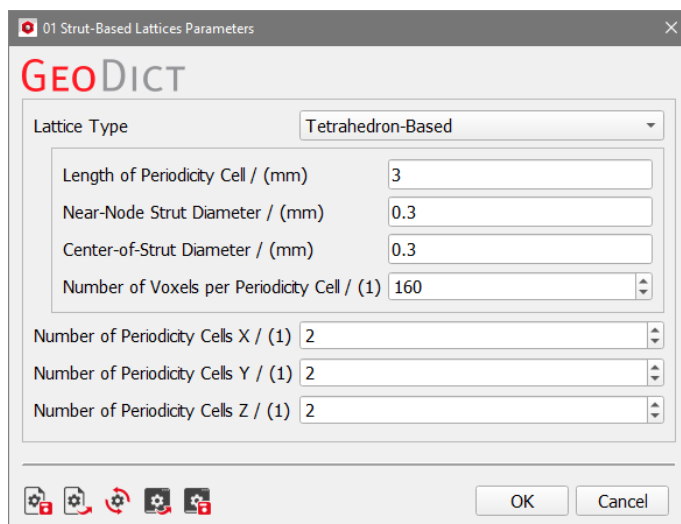 01 Strut-Based Lattices Parameters
GEODICT
Lattice Type Tetrahedron-Based
Length of Periodicity Cell / (mm) 3
Near-Node Strut Diameter / (mm) 0.3
Center-of-Strut Diameter / (mm) 0.3
Number of Voxels per Periodicity Cell / (1) 160
Number of Periodicity Cells X / (1) 2
Number of Periodicity Cells Y / (1) 2
Number of Periodicity Cells Z / (1) 2
OK Cancel